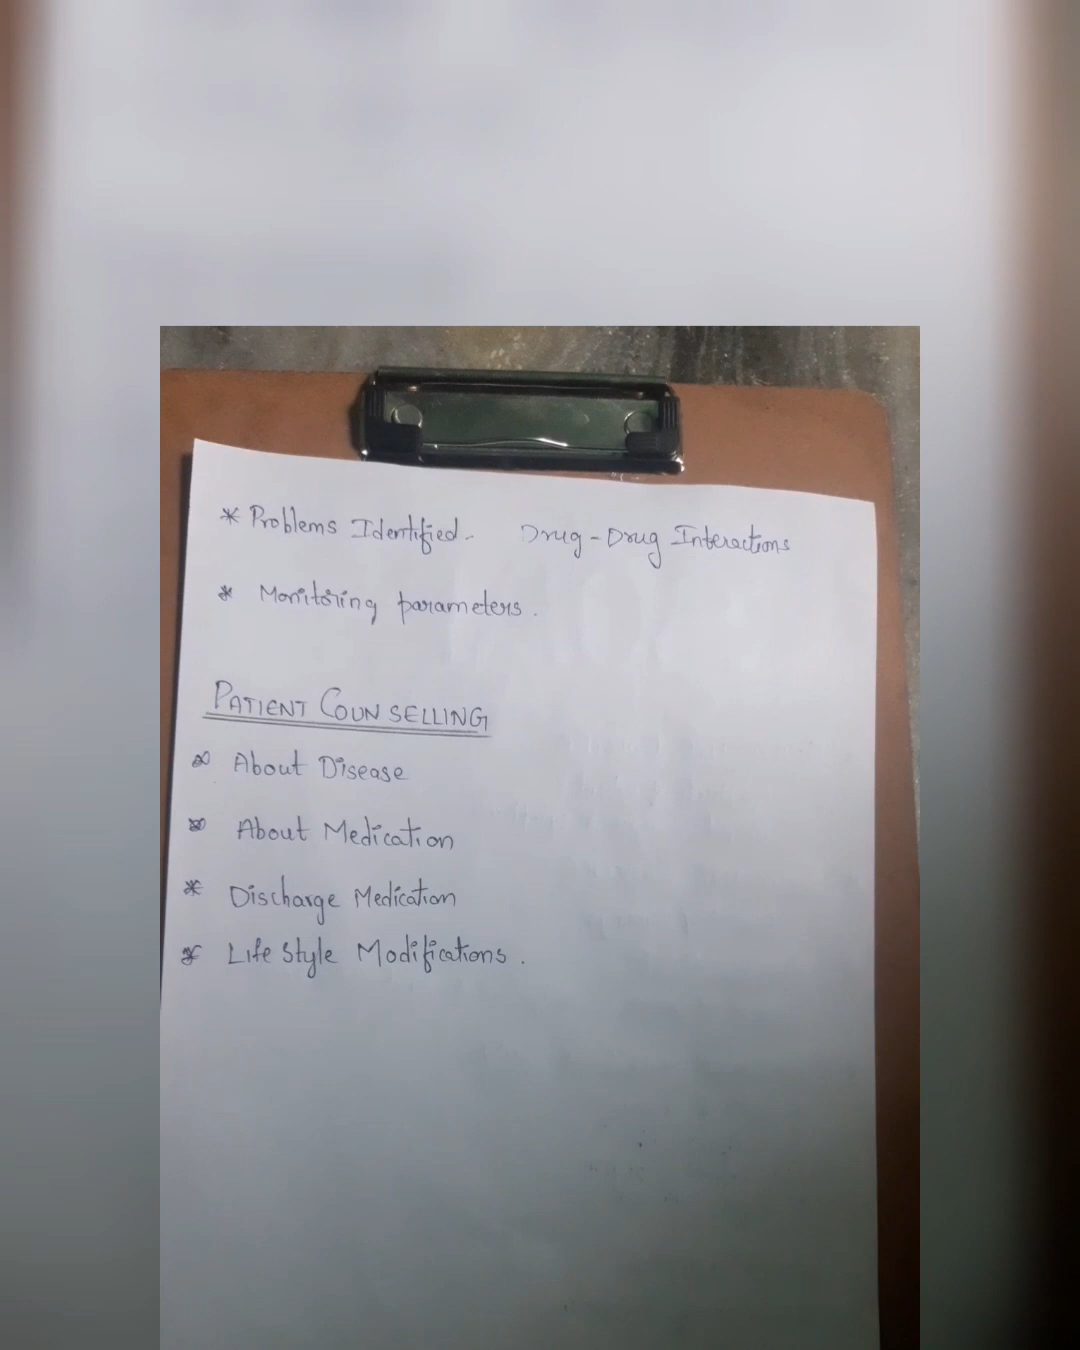 * Problems Identified. Drug-Drug Interactions
* Monitoring parameters.
PATIENT COUNSELLING
* About Disease
* About Medication
* Discharge Medication
* Life Style Modifications.